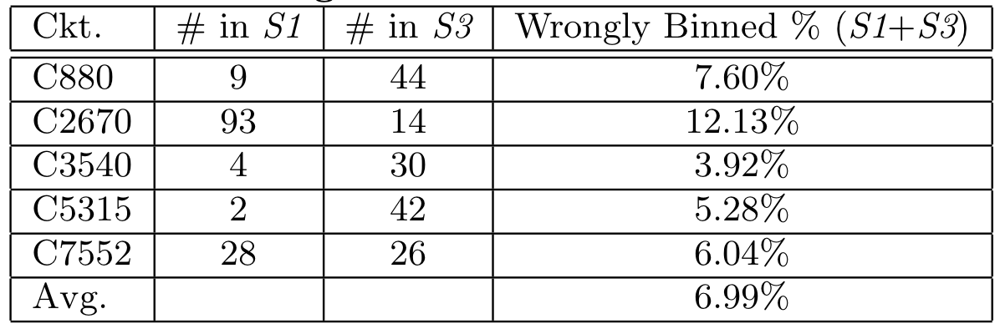 Ckt. # in S1 # in S3 Wrongly Binned % (S1+S3)
C880 9 44 7.60%
C2670 93 14 12.13%
C3540 4 30 3.92%
C5315 2 42 5.28%
C7552 28 26 6.04%
Avg. 6.99%